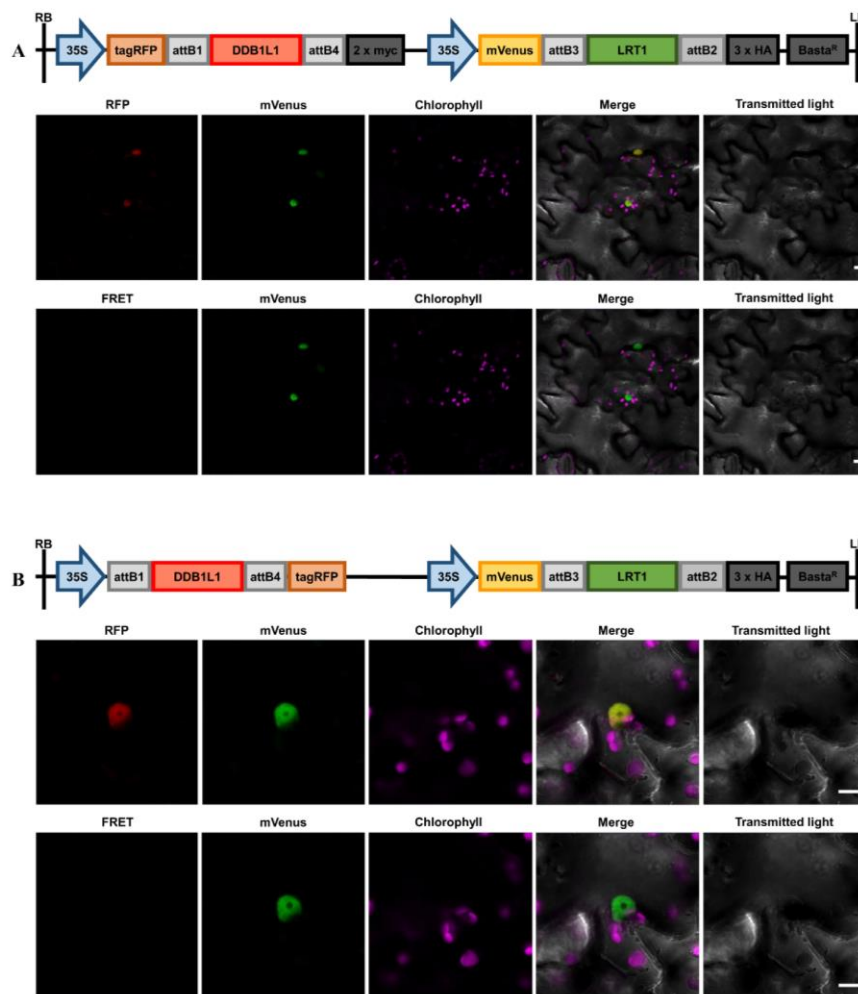 RB
A 35S tagRFP attB1 DDB1L1 attB4 2 x myc 35S mVenus attB3 LRT1 attB2 3 x HA Bastaᴿ
RFP mVenus Chlorophyll Merge Transmitted light
FRET mVenus Chlorophyll Merge Transmitted light
RB
B 35S attB1 DDB1L1 attB4 tagRFP 35S mVenus attB3 LRT1 attB2 3 x HA Bastaᴿ
RFP mVenus Chlorophyll Merge Transmitted light
FRET mVenus Chlorophyll Merge Transmitted light